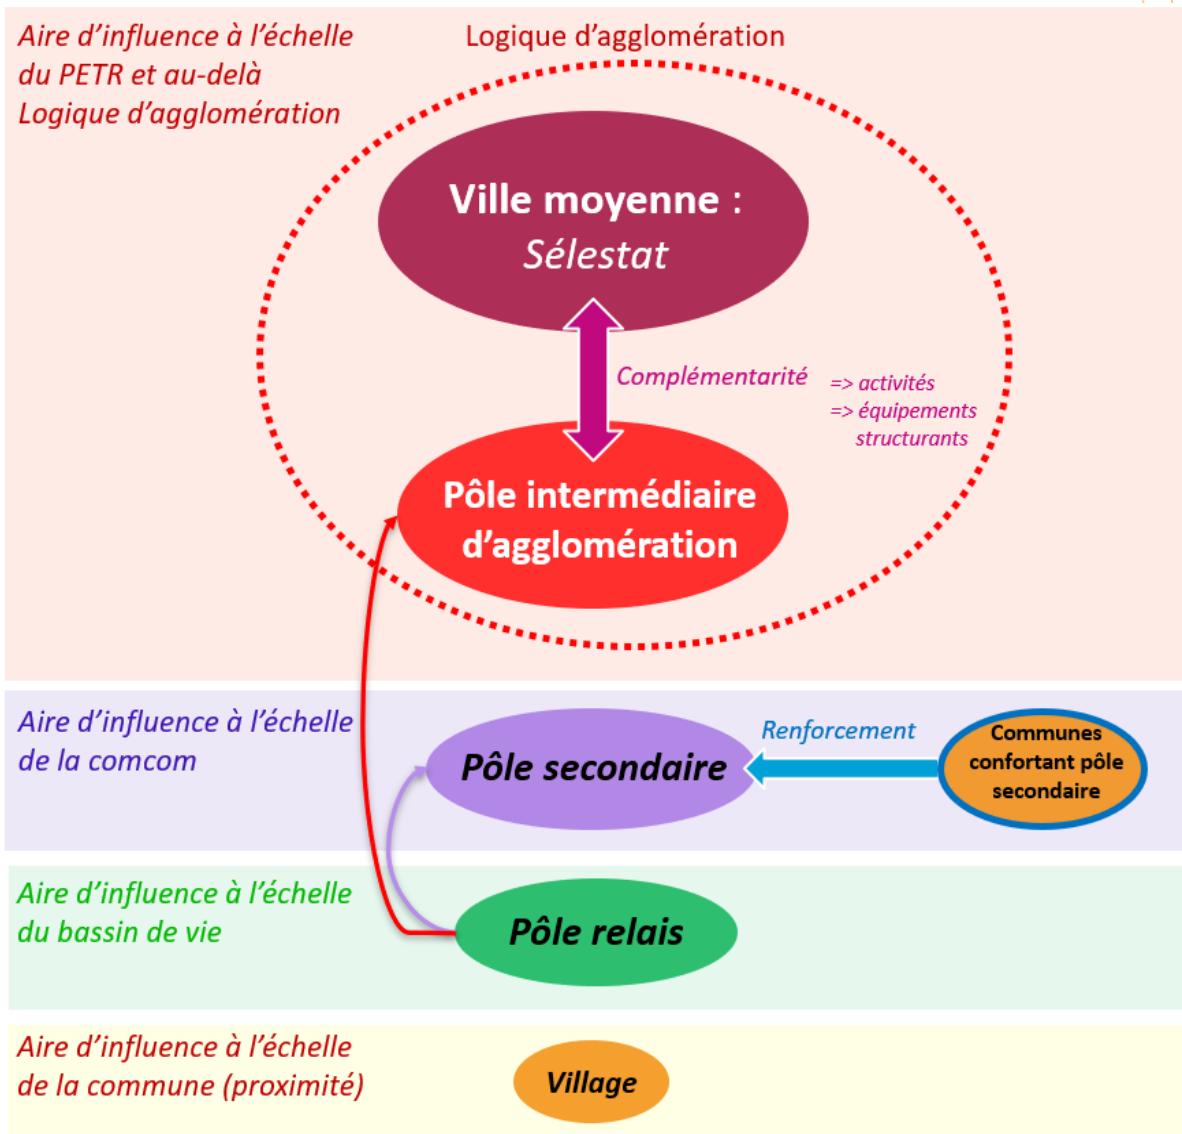 Aire d’influence à l’échelle
du PETR et au-delà
Logique d’agglomération
Logique d’agglomération
Ville moyenne :
Sélestat
Complémentarité
=> activités
=> équipements
structurants
Pôle intermédiaire
d’agglomération
Aire d’influence à l’échelle
de la comcom
Pôle secondaire
Renforcement
Communes
confortant pôle
secondaire
Aire d’influence à l’échelle
du bassin de vie
Pôle relais
Aire d’influence à l’échelle
de la commune (proximité)
Village